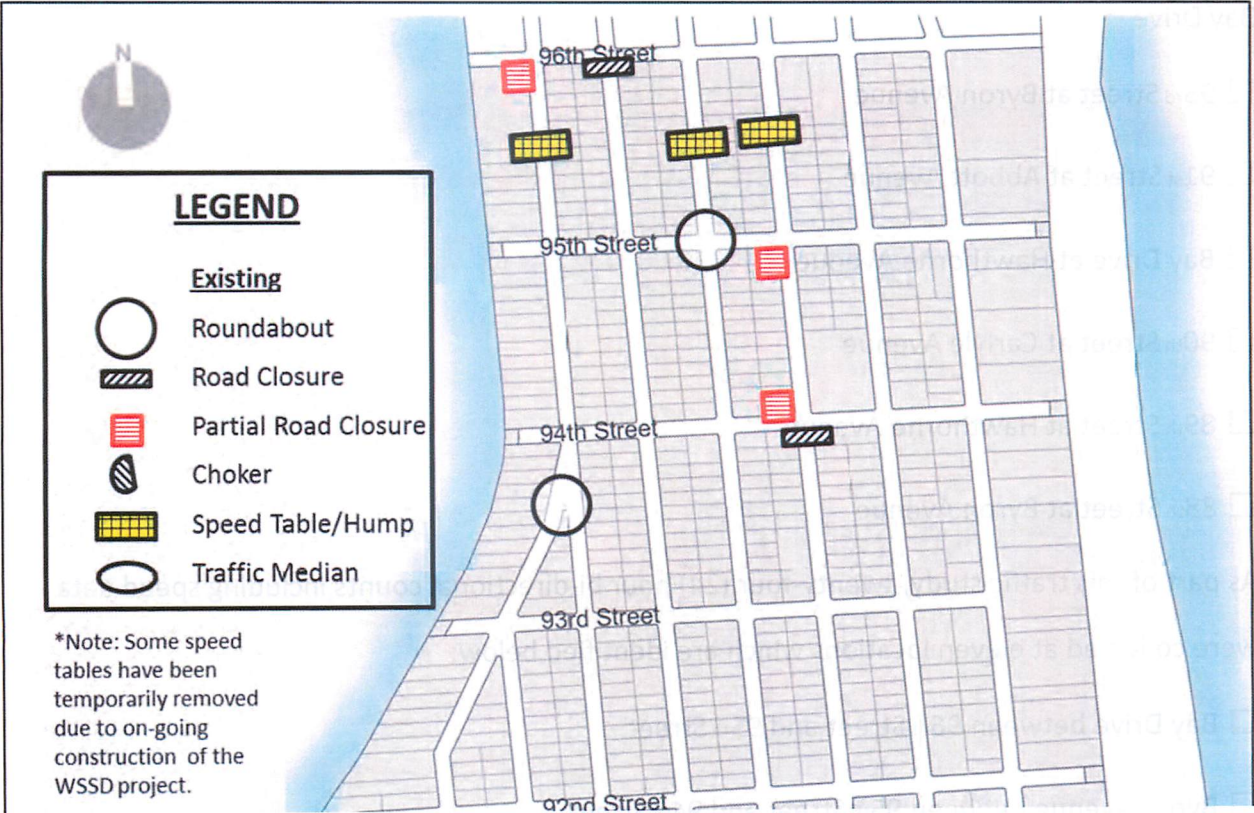 N
96th Street
LEGEND
Existing
Roundabout
Road Closure
Partial Road Closure
Choker
Speed Table/Hump
Traffic Median
*Note: Some speed
tables have been
temporarily removed
due to on-going
construction of the
WSSD project.
95th Street
94th Street
93rd Street
92nd Street